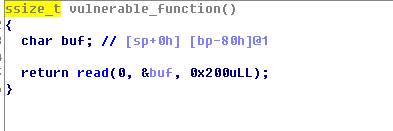 ssize_t vulnerable_function()
{
char buf; // [sp+0h] [bp-80h]@1
return read(0, &buf, 0x200uLL);
}